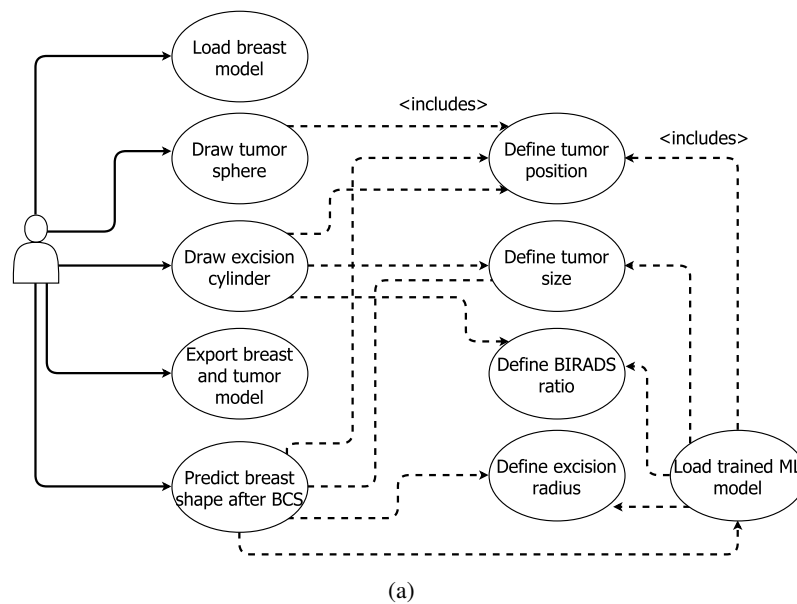 Load breast
model
<includes>
<includes>
Draw tumor
sphere
Define tumor
position
Draw excision
cylinder
Define tumor
size
Export breast
and tumor
model
Define BIRADS
ratio
Predict breast
shape after BCS
Define excision
radius
Load trained ML
model
(a)